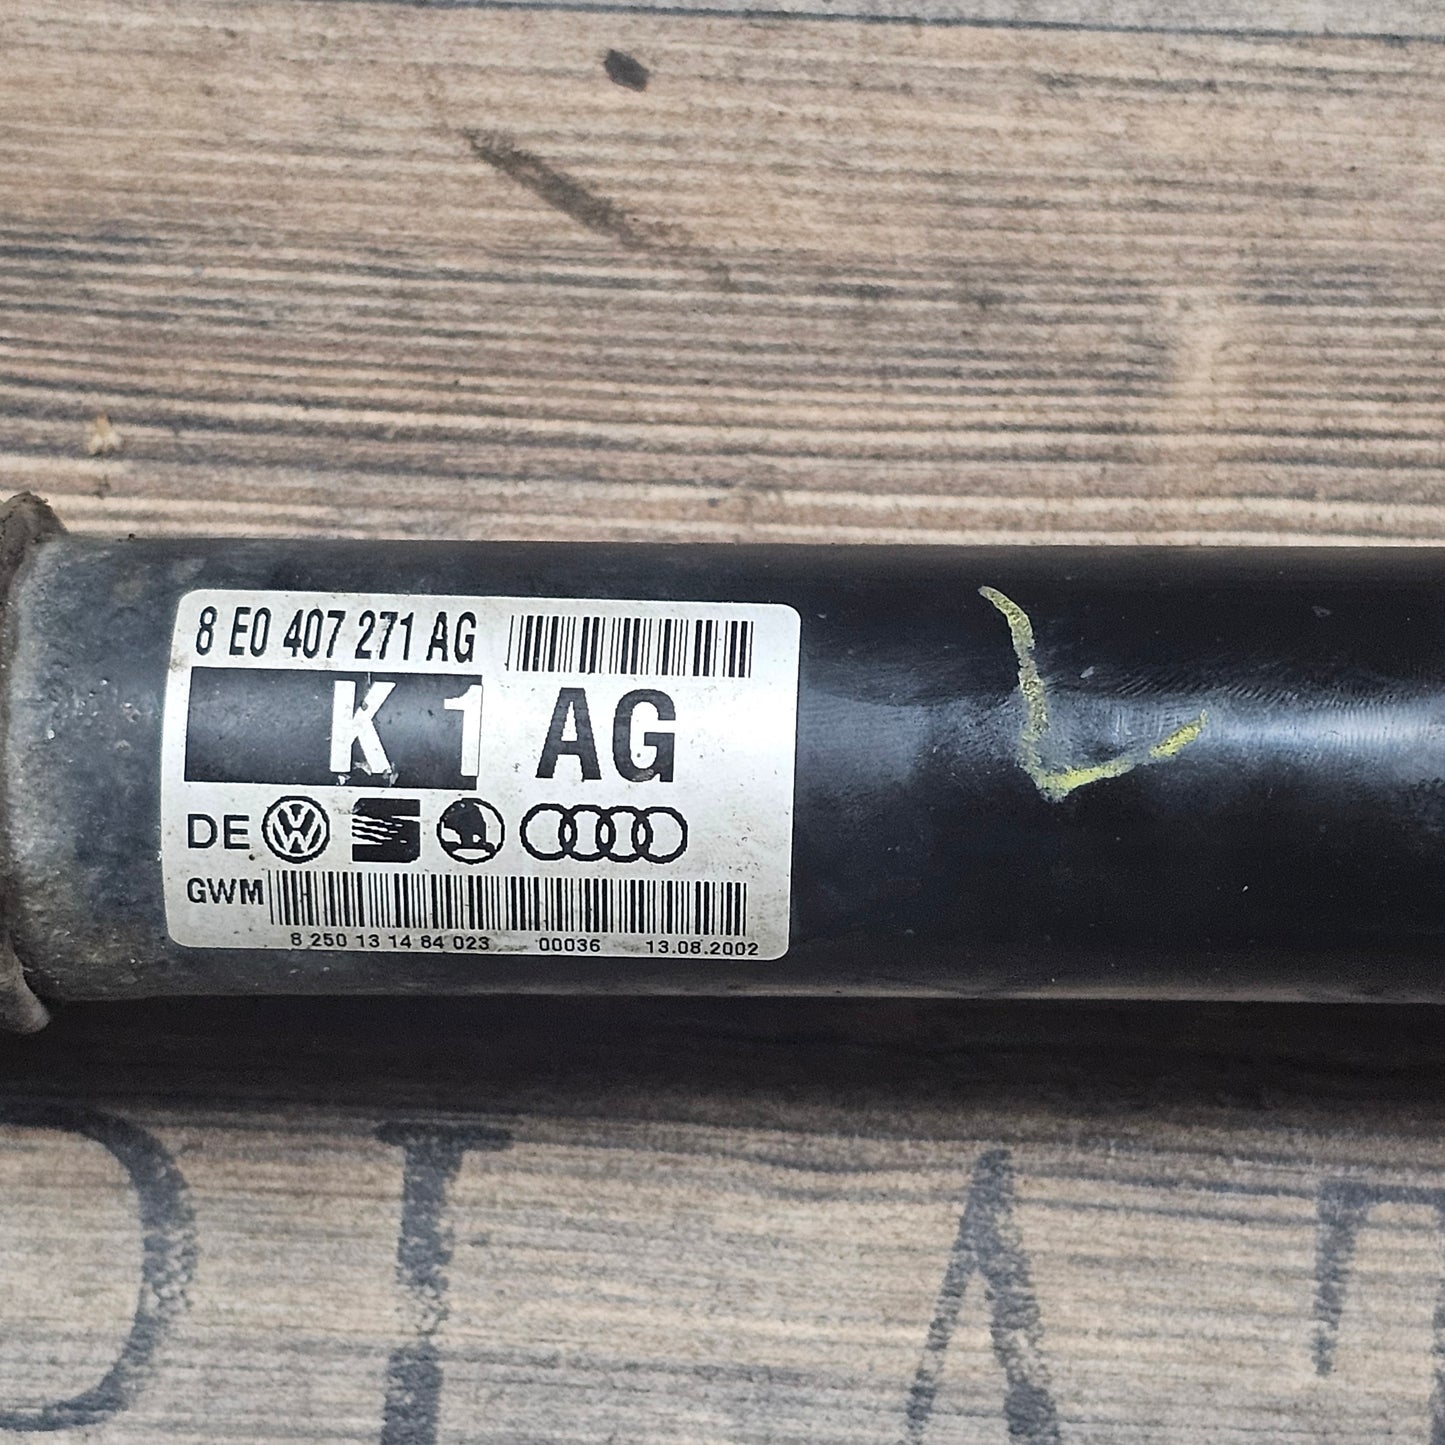 8 E0 407 271 AG
K 1 AG
DE
GWM
8 250 13 14 84 023 00036 13.08.2002
L